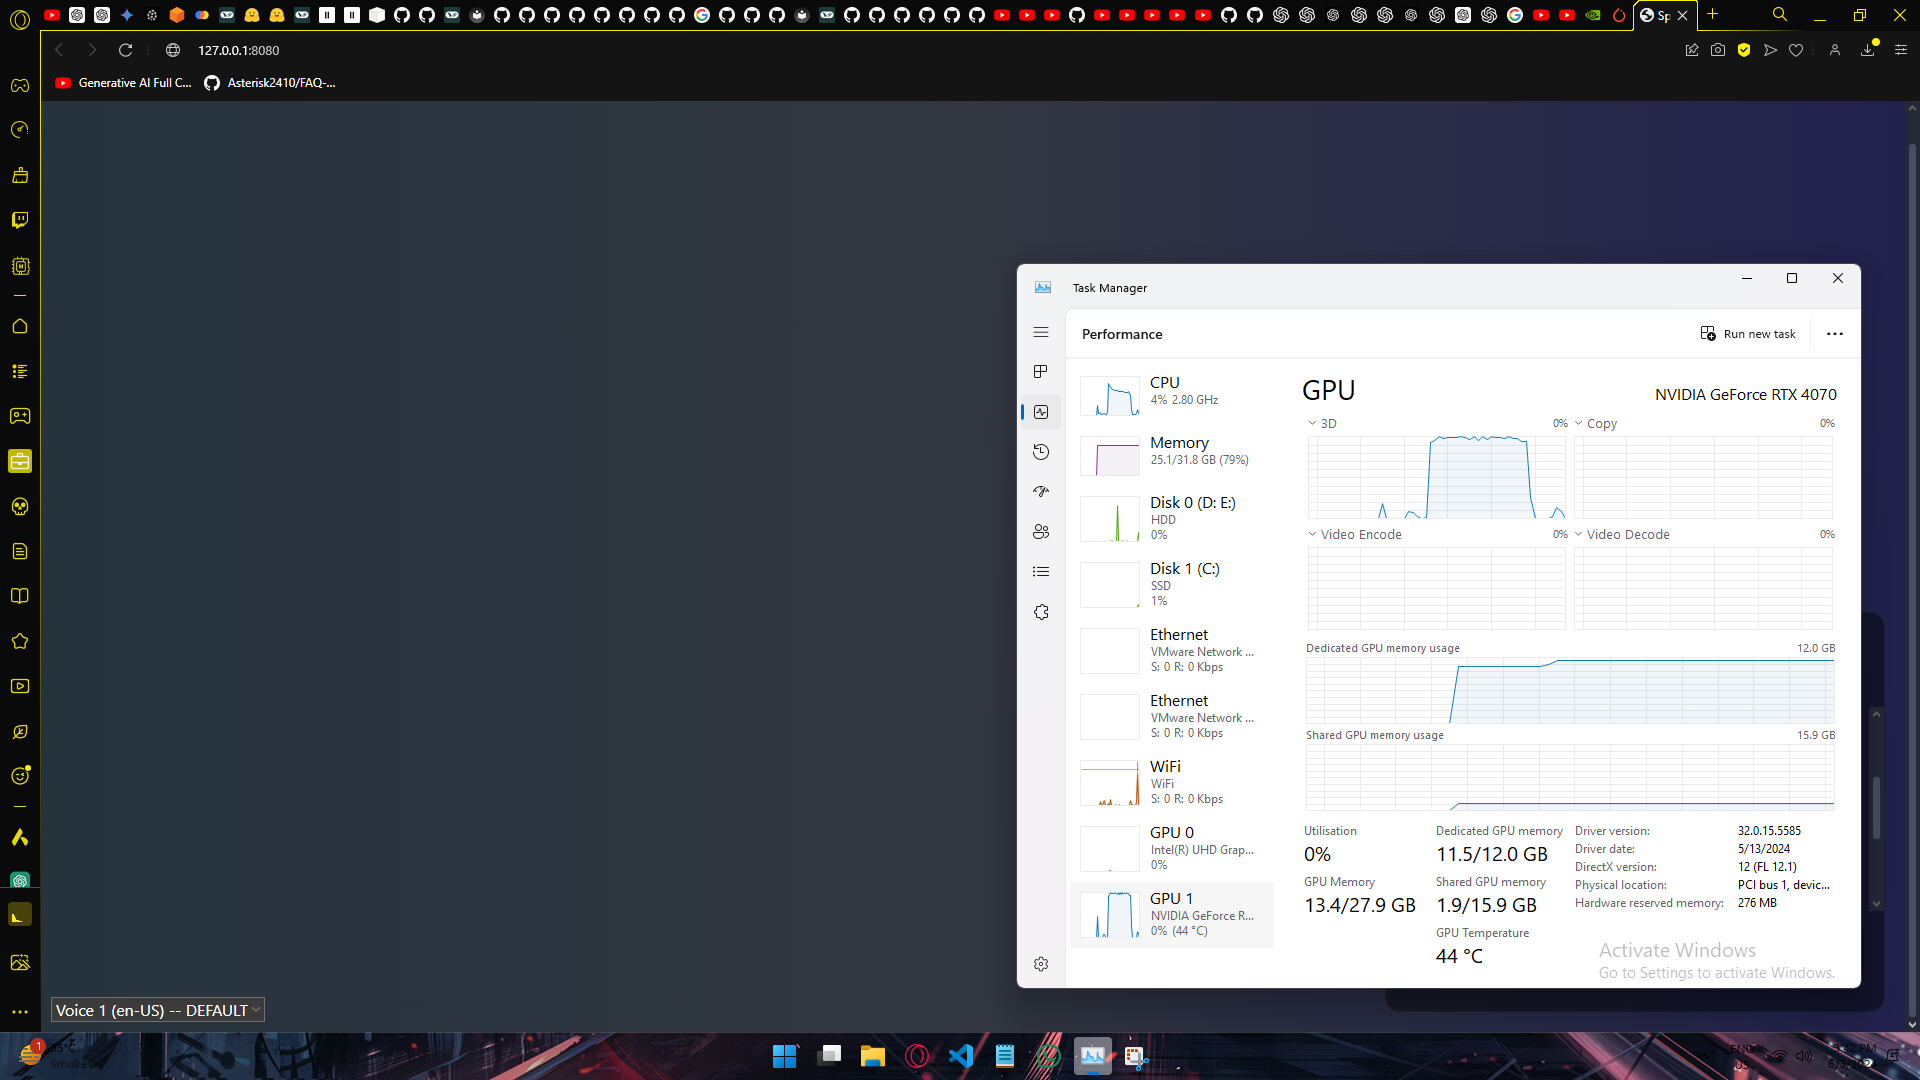 Sp
127.0.0.1:8080
Generative AI Full C...
Asterisk2410/FAQ-...
Task Manager
Performance
Run new task
CPU
4% 2.80 GHz
Memory
25.1/31.8 GB (79%)
Disk 0 (D: E:)
HDD
0%
Disk 1 (C:)
SSD
1%
Ethernet
VMware Network ...
S: 0 R: 0 Kbps
Ethernet
VMware Network ...
S: 0 R: 0 Kbps
WiFi
WiFi
S: 0 R: 0 Kbps
GPU 0
Intel(R) UHD Grap...
0%
GPU 1
NVIDIA GeForce R...
0% (44 °C)
GPU
NVIDIA GeForce RTX 4070
3D 0%
Copy 0%
Video Encode 0%
Video Decode 0%
Dedicated GPU memory usage 12.0 GB
Shared GPU memory usage 15.9 GB
Utilisation
0%
Dedicated GPU memory
11.5/12.0 GB
GPU Memory
13.4/27.9 GB
Shared GPU memory
1.9/15.9 GB
GPU Temperature
44 °C
Driver version: 32.0.15.5585
Driver date: 5/13/2024
DirectX version: 12 (FL 12.1)
Physical location: PCI bus 1, devic...
Hardware reserved memory: 276 MB
Activate Windows
Go to Settings to activate Windows.
Voice 1 (en-US) -- DEFAULT
1
Smoke
ENG
US